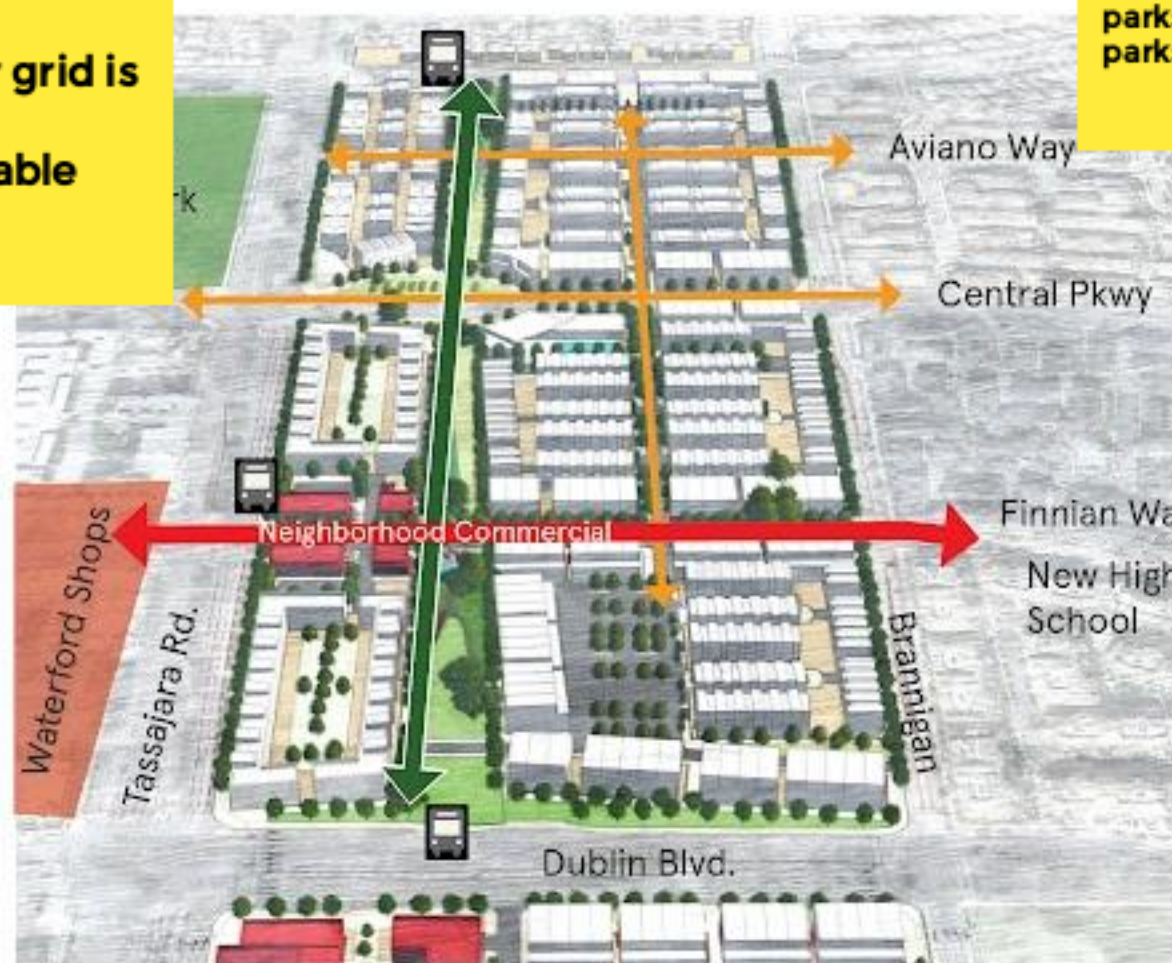 park
park
grid is
able
rk
Aviano Way
Central Pkwy
Neighborhood Commercial
Finnian Wa
New High
School
Waterford Shops
Tassajara Rd.
Brannigan
Dublin Blvd.